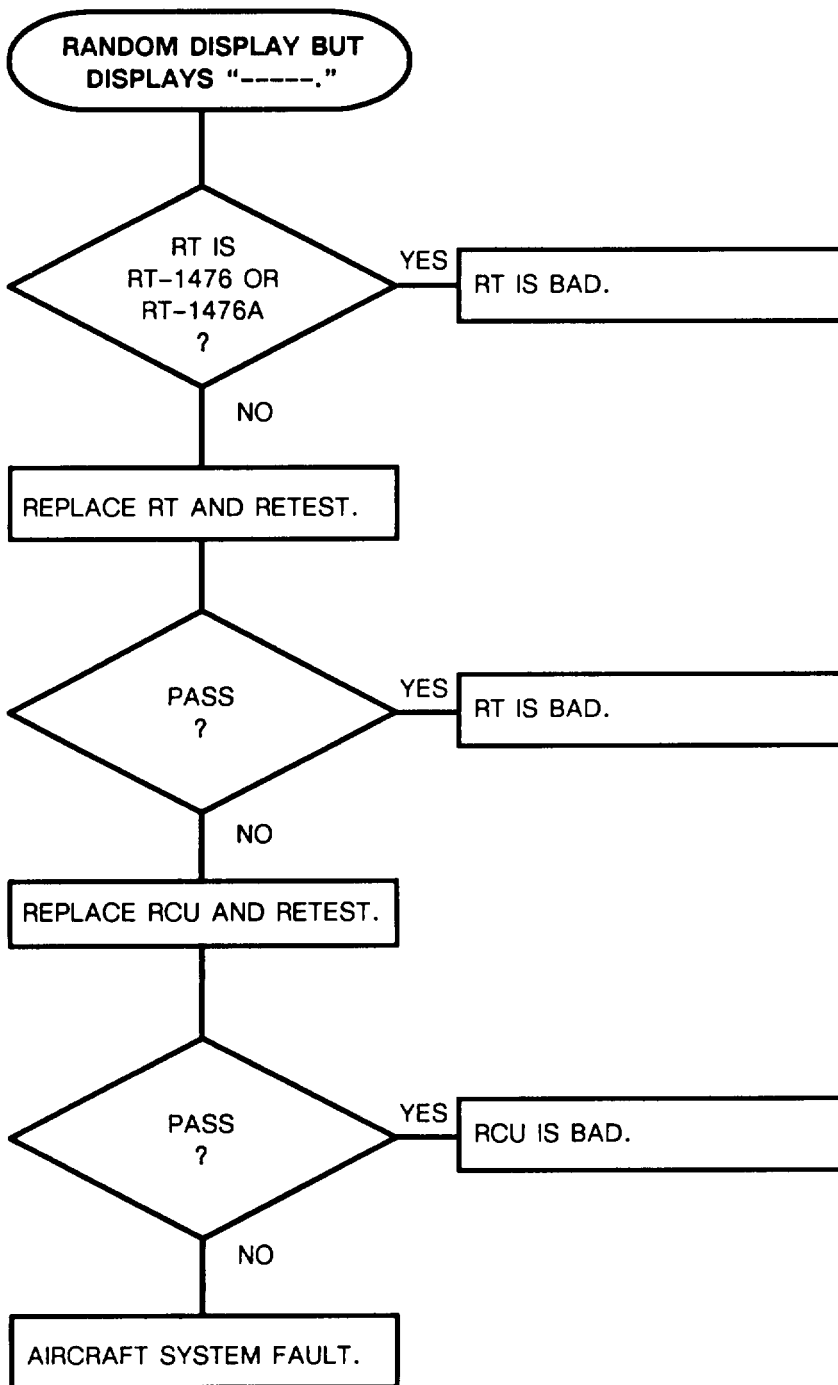 RANDOM DISPLAY BUT
DISPLAYS “-----.”
RT IS
RT-1476 OR
RT-1476A
?
YES
RT IS BAD.
NO
REPLACE RT AND RETEST.
PASS
?
YES
RT IS BAD.
NO
REPLACE RCU AND RETEST.
PASS
?
YES
RCU IS BAD.
NO
AIRCRAFT SYSTEM FAULT.